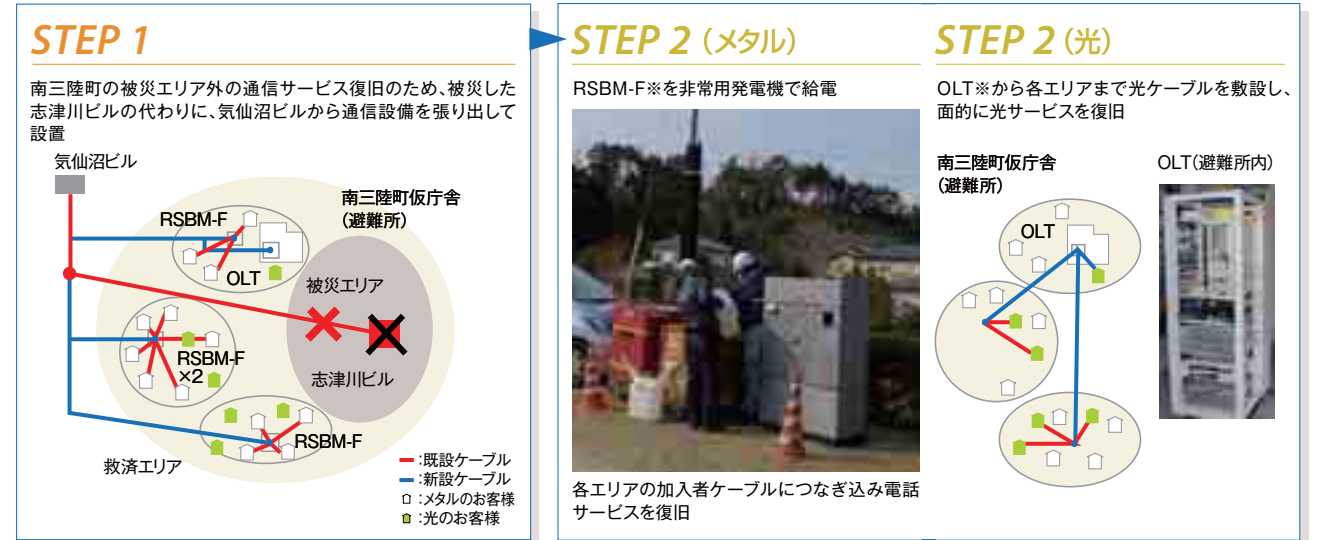 STEP 1
南三陸町の被災エリア外の通信サービス復旧のため、被災した
志津川ビルの代わりに、気仙沼ビルから通信設備を張り出して
設置
気仙沼ビル
RSBM-F
南三陸町仮庁舎
(避難所)
OLT
被災エリア
RSBM-F
×2
志津川ビル
RSBM-F
救済エリア
:既設ケーブル
:新設ケーブル
:メタルのお客様
:光のお客様
STEP 2(メタル)
RSBM-F※を非常用発電機で給電
各エリアの加入者ケーブルにつなぎ込み電話
サービスを復旧
STEP 2(光)
OLT※から各エリアまで光ケーブルを敷設し、
面的に光サービスを復旧
南三陸町仮庁舎
(避難所)
OLT(避難所内)
OLT